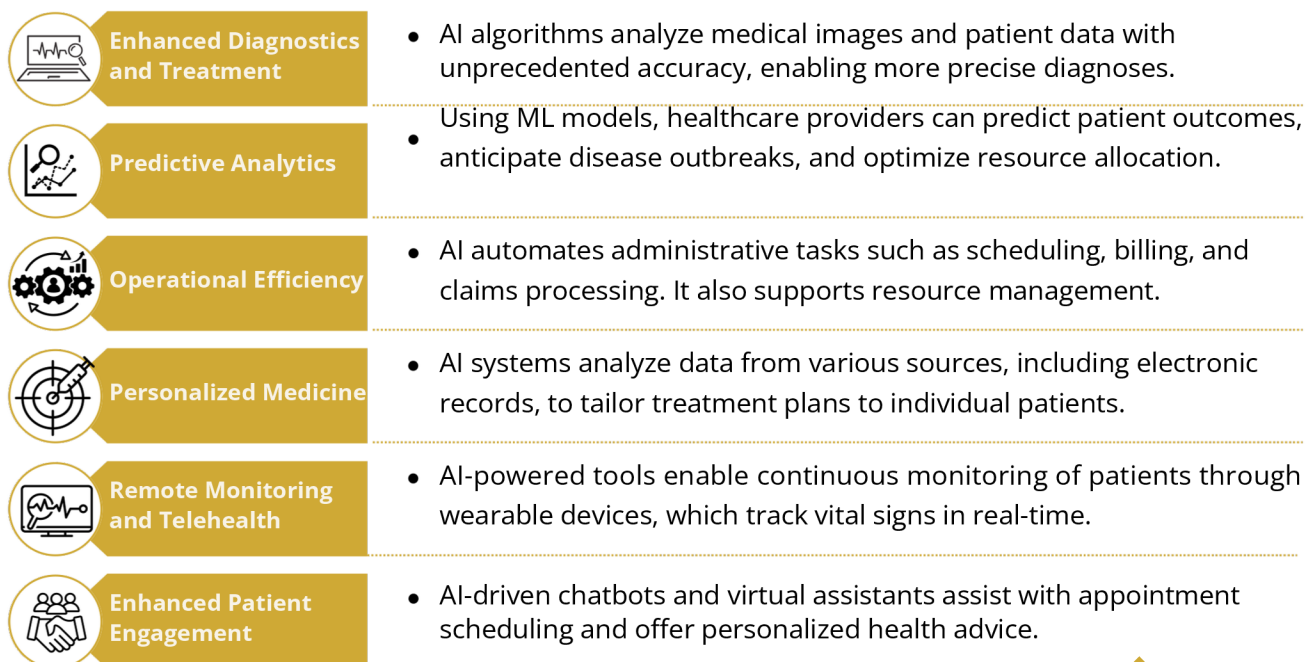 Enhanced Diagnostics
and Treatment
• AI algorithms analyze medical images and patient data with
unprecedented accuracy, enabling more precise diagnoses.
Predictive Analytics
• Using ML models, healthcare providers can predict patient outcomes,
anticipate disease outbreaks, and optimize resource allocation.
Operational Efficiency
• AI automates administrative tasks such as scheduling, billing, and
claims processing. It also supports resource management.
Personalized Medicine
• AI systems analyze data from various sources, including electronic
records, to tailor treatment plans to individual patients.
Remote Monitoring
and Telehealth
• AI-powered tools enable continuous monitoring of patients through
wearable devices, which track vital signs in real-time.
Enhanced Patient
Engagement
• AI-driven chatbots and virtual assistants assist with appointment
scheduling and offer personalized health advice.